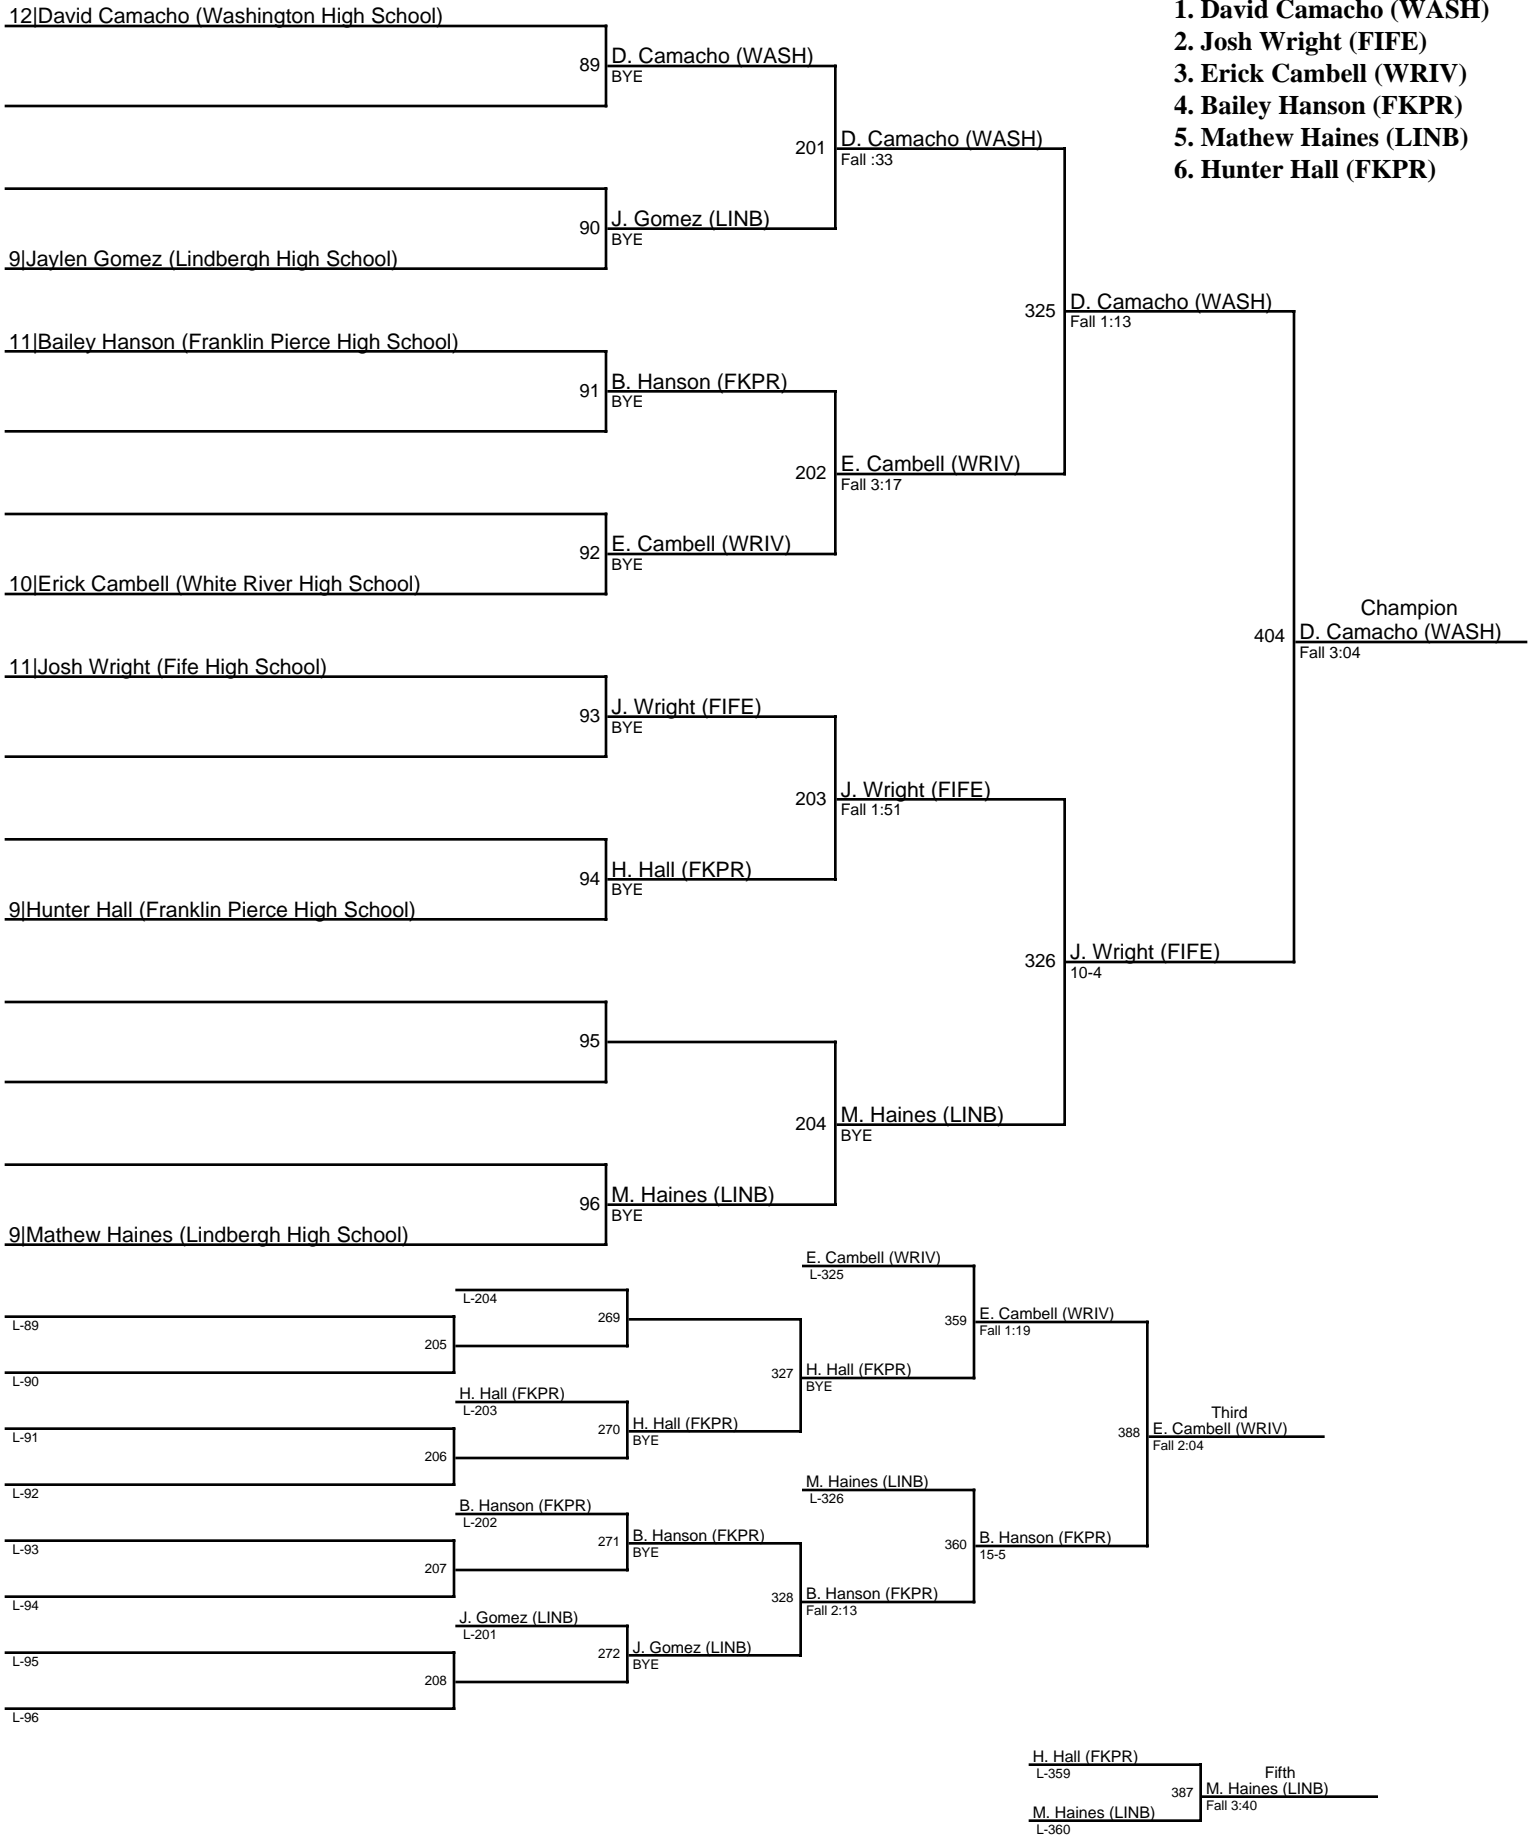 12|David Camacho (Washington High School)
1. David Camacho (WASH)
2. Josh Wright (FIFE)
3. Erick Cambell (WRIV)
4. Bailey Hanson (FKPR)
5. Mathew Haines (LINB)
6. Hunter Hall (FKPR)
89
D. Camacho (WASH)
BYE
201
D. Camacho (WASH)
Fall :33
90
J. Gomez (LINB)
BYE
9|Jaylen Gomez (Lindbergh High School)
325
D. Camacho (WASH)
Fall 1:13
11|Bailey Hanson (Franklin Pierce High School)
91
B. Hanson (FKPR)
BYE
202
E. Cambell (WRIV)
Fall 3:17
92
E. Cambell (WRIV)
BYE
10|Erick Cambell (White River High School)
Champion
404
D. Camacho (WASH)
Fall 3:04
11|Josh Wright (Fife High School)
93
J. Wright (FIFE)
BYE
203
J. Wright (FIFE)
Fall 1:51
94
H. Hall (FKPR)
BYE
9|Hunter Hall (Franklin Pierce High School)
326
J. Wright (FIFE)
10-4
95
204
M. Haines (LINB)
BYE
96
M. Haines (LINB)
BYE
9|Mathew Haines (Lindbergh High School)
E. Cambell (WRIV)
L-325
L-204
269
L-89
205
L-90
359
E. Cambell (WRIV)
Fall 1:19
327
H. Hall (FKPR)
BYE
H. Hall (FKPR)
L-203
270
H. Hall (FKPR)
BYE
L-91
206
L-92
Third
388
E. Cambell (WRIV)
Fall 2:04
M. Haines (LINB)
L-326
B. Hanson (FKPR)
L-202
271
B. Hanson (FKPR)
BYE
L-93
207
L-94
360
B. Hanson (FKPR)
15-5
328
B. Hanson (FKPR)
Fall 2:13
J. Gomez (LINB)
L-201
272
J. Gomez (LINB)
BYE
L-95
208
L-96
H. Hall (FKPR)
L-359
Fifth
387
M. Haines (LINB)
Fall 3:40
M. Haines (LINB)
L-360